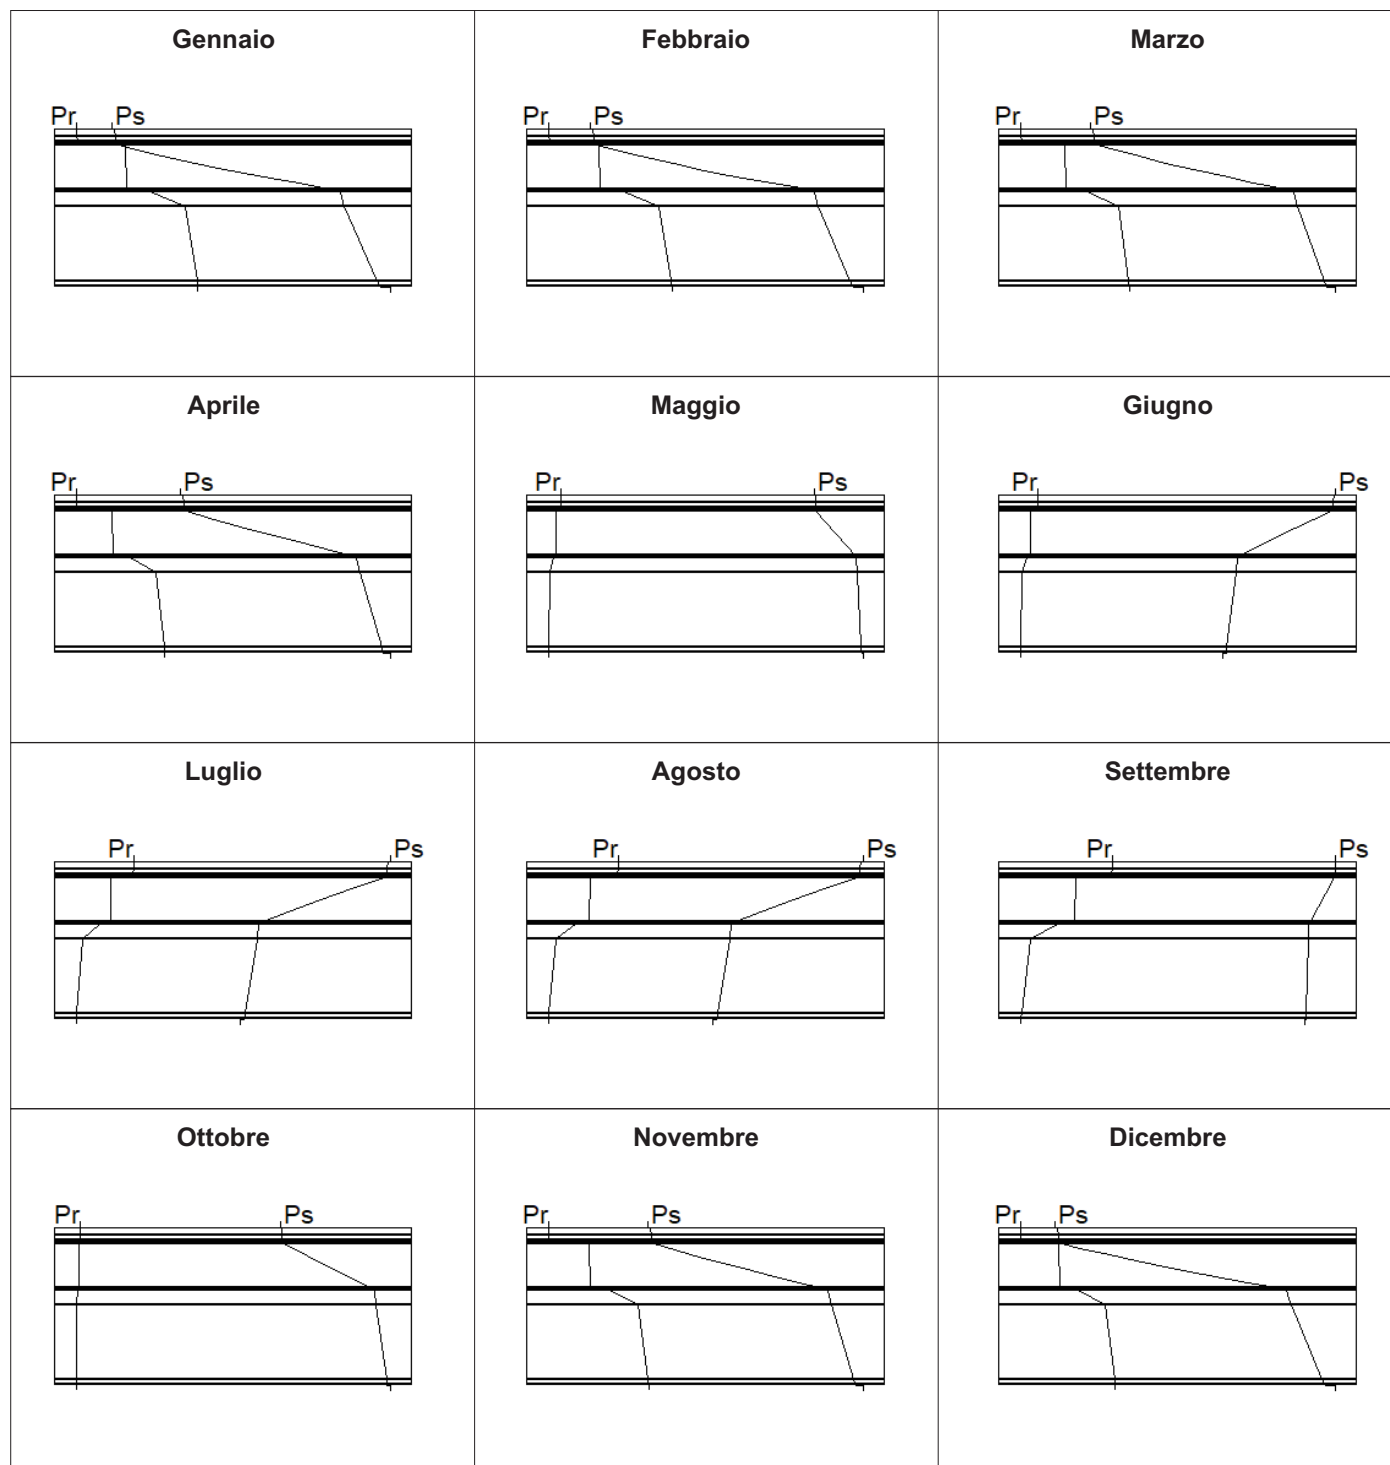 Gennaio Febbraio Marzo
Pr Ps Pr Ps Pr Ps
Aprile Maggio Giugno
Pr Ps Pr Ps Pr Ps
Luglio Agosto Settembre
Pr Ps Pr Ps Pr Ps
Ottobre Novembre Dicembre
Pr Ps Pr Ps Pr Ps